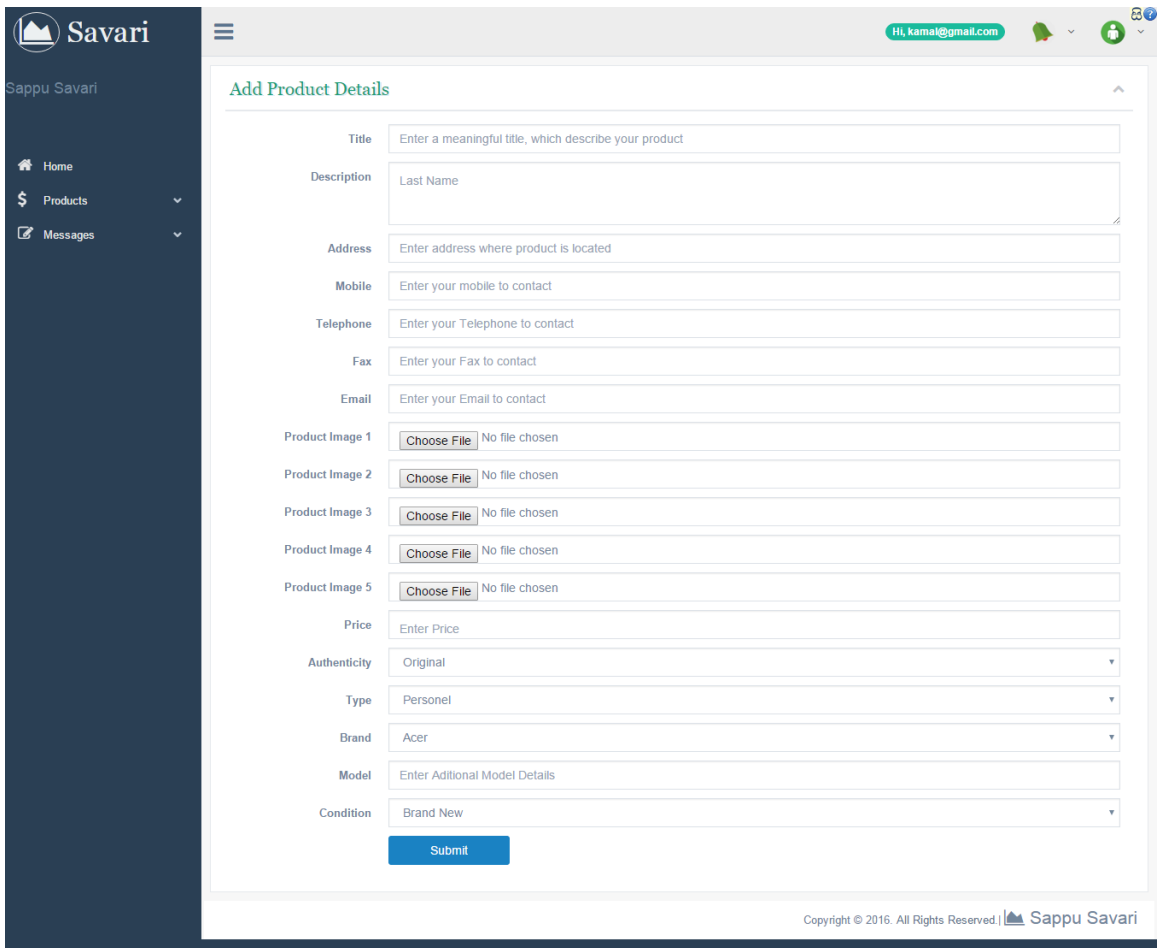 Savari
Hi, kamal@gmail.com
සි
Sappu Savari
Home
Products
Messages
Add Product Details
Title Enter a meaningful title, which describe your product
Description Last Name
Address Enter address where product is located
Mobile Enter your mobile to contact
Telephone Enter your Telephone to contact
Fax Enter your Fax to contact
Email Enter your Email to contact
Product Image 1 Choose File No file chosen
Product Image 2 Choose File No file chosen
Product Image 3 Choose File No file chosen
Product Image 4 Choose File No file chosen
Product Image 5 Choose File No file chosen
Price Enter Price
Authenticity Original
Type Personel
Brand Acer
Model Enter Aditional Model Details
Condition Brand New
Submit
Copyright © 2016. All Rights Reserved.| Sappu Savari